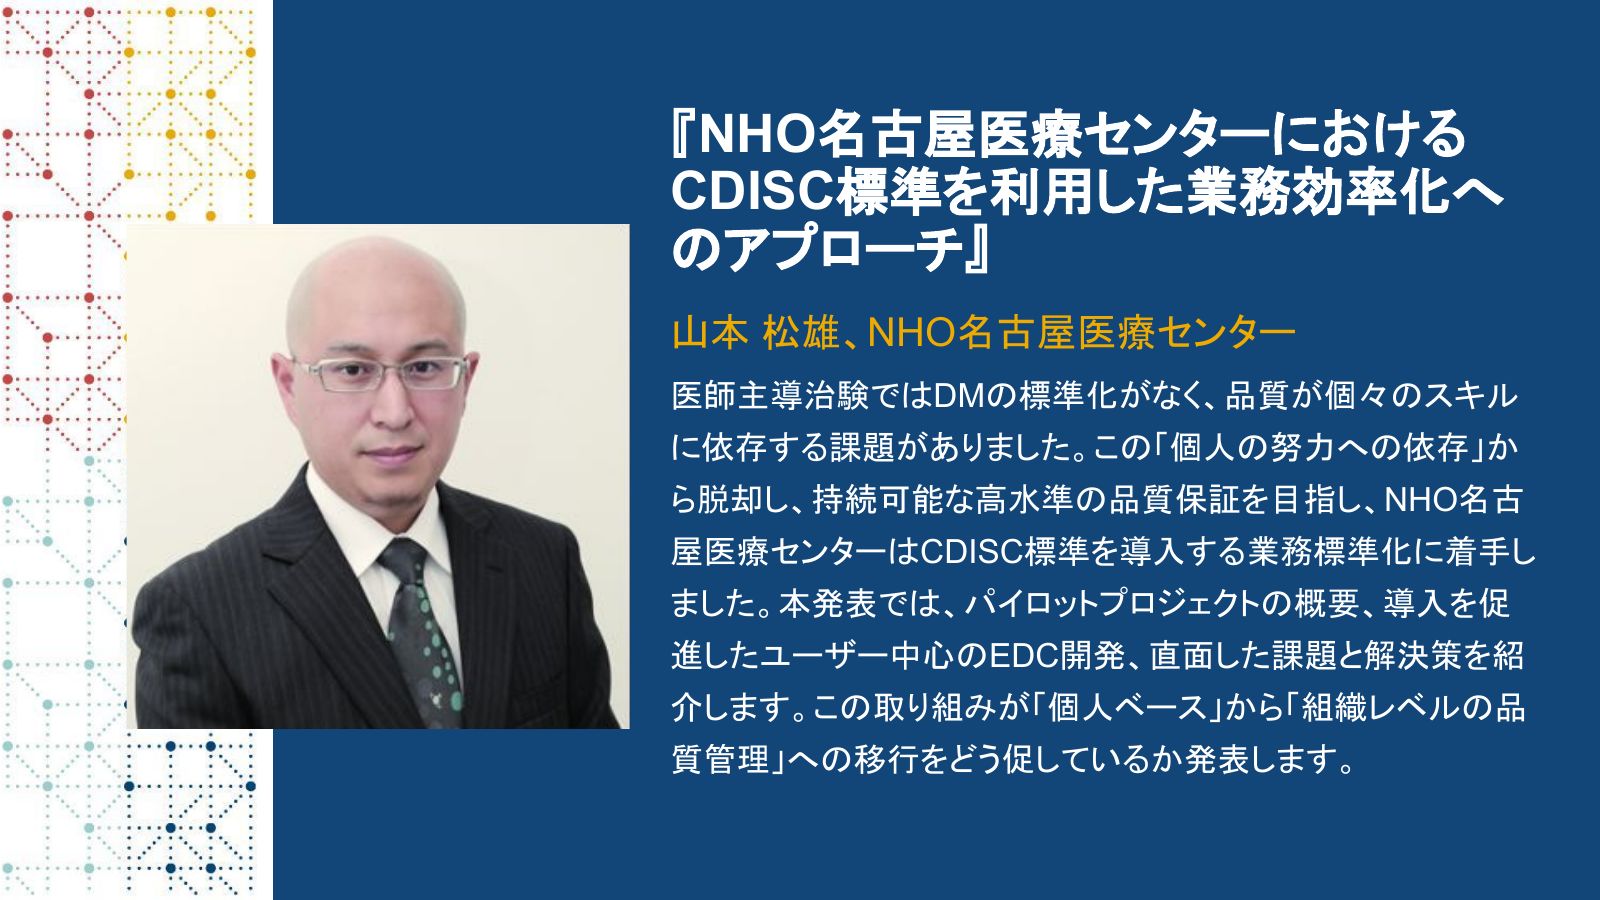 『NHO名古屋医療センターにおける
CDISC標準を利用した業務効率化へ
のアプローチ』
山本 松雄、NHO名古屋医療センター
医師主導治験ではDMの標準化がなく、品質が個々のスキル
に依存する課題がありました。この「個人の努力への依存」か
ら脱却し、持続可能な高水準の品質保証を目指し、NHO名古
屋医療センターはCDISC標準を導入する業務標準化に着手し
ました。本発表では、パイロットプロジェクトの概要、導入を促
進したユーザー中心のEDC開発、直面した課題と解決策を紹
介します。この取り組みが「個人ベース」から「組織レベルの品
質管理」への移行をどう促しているか発表します。